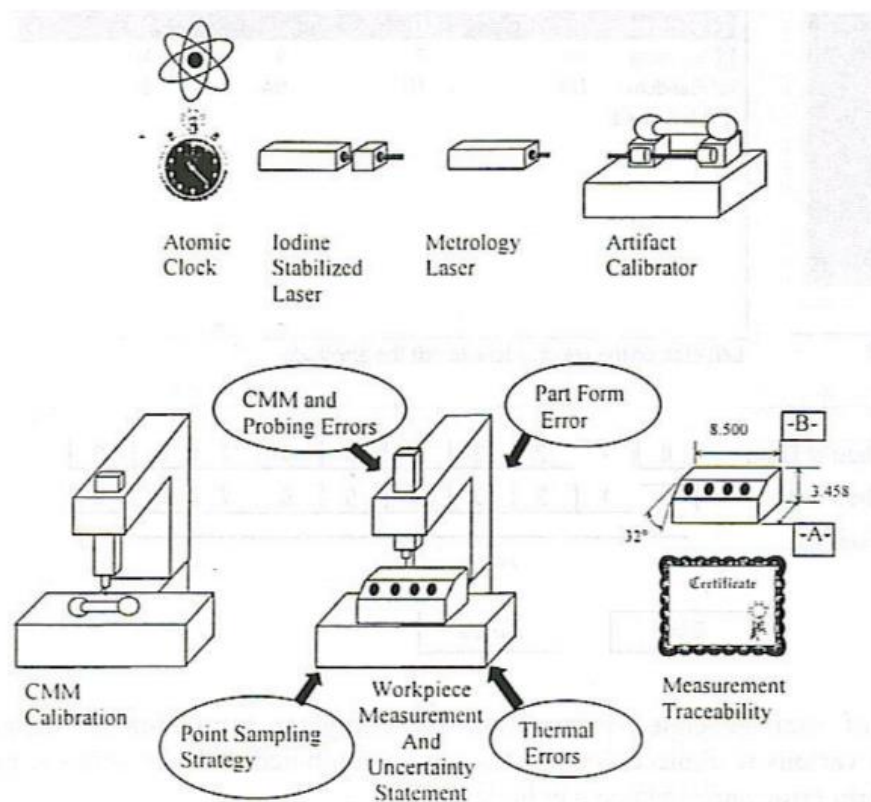 Atomic
Clock
Iodine
Stabilized
Laser
Metrology
Laser
Artifact
Calibrator
CMM and
Probing Errors
Part Form
Error
8.500
-B-
3.458
32°
-A-
Certificate
CMM
Calibration
Point Sampling
Strategy
Workpiece
Measurement
And
Uncertainty
Statement
Thermal
Errors
Measurement
Traceability